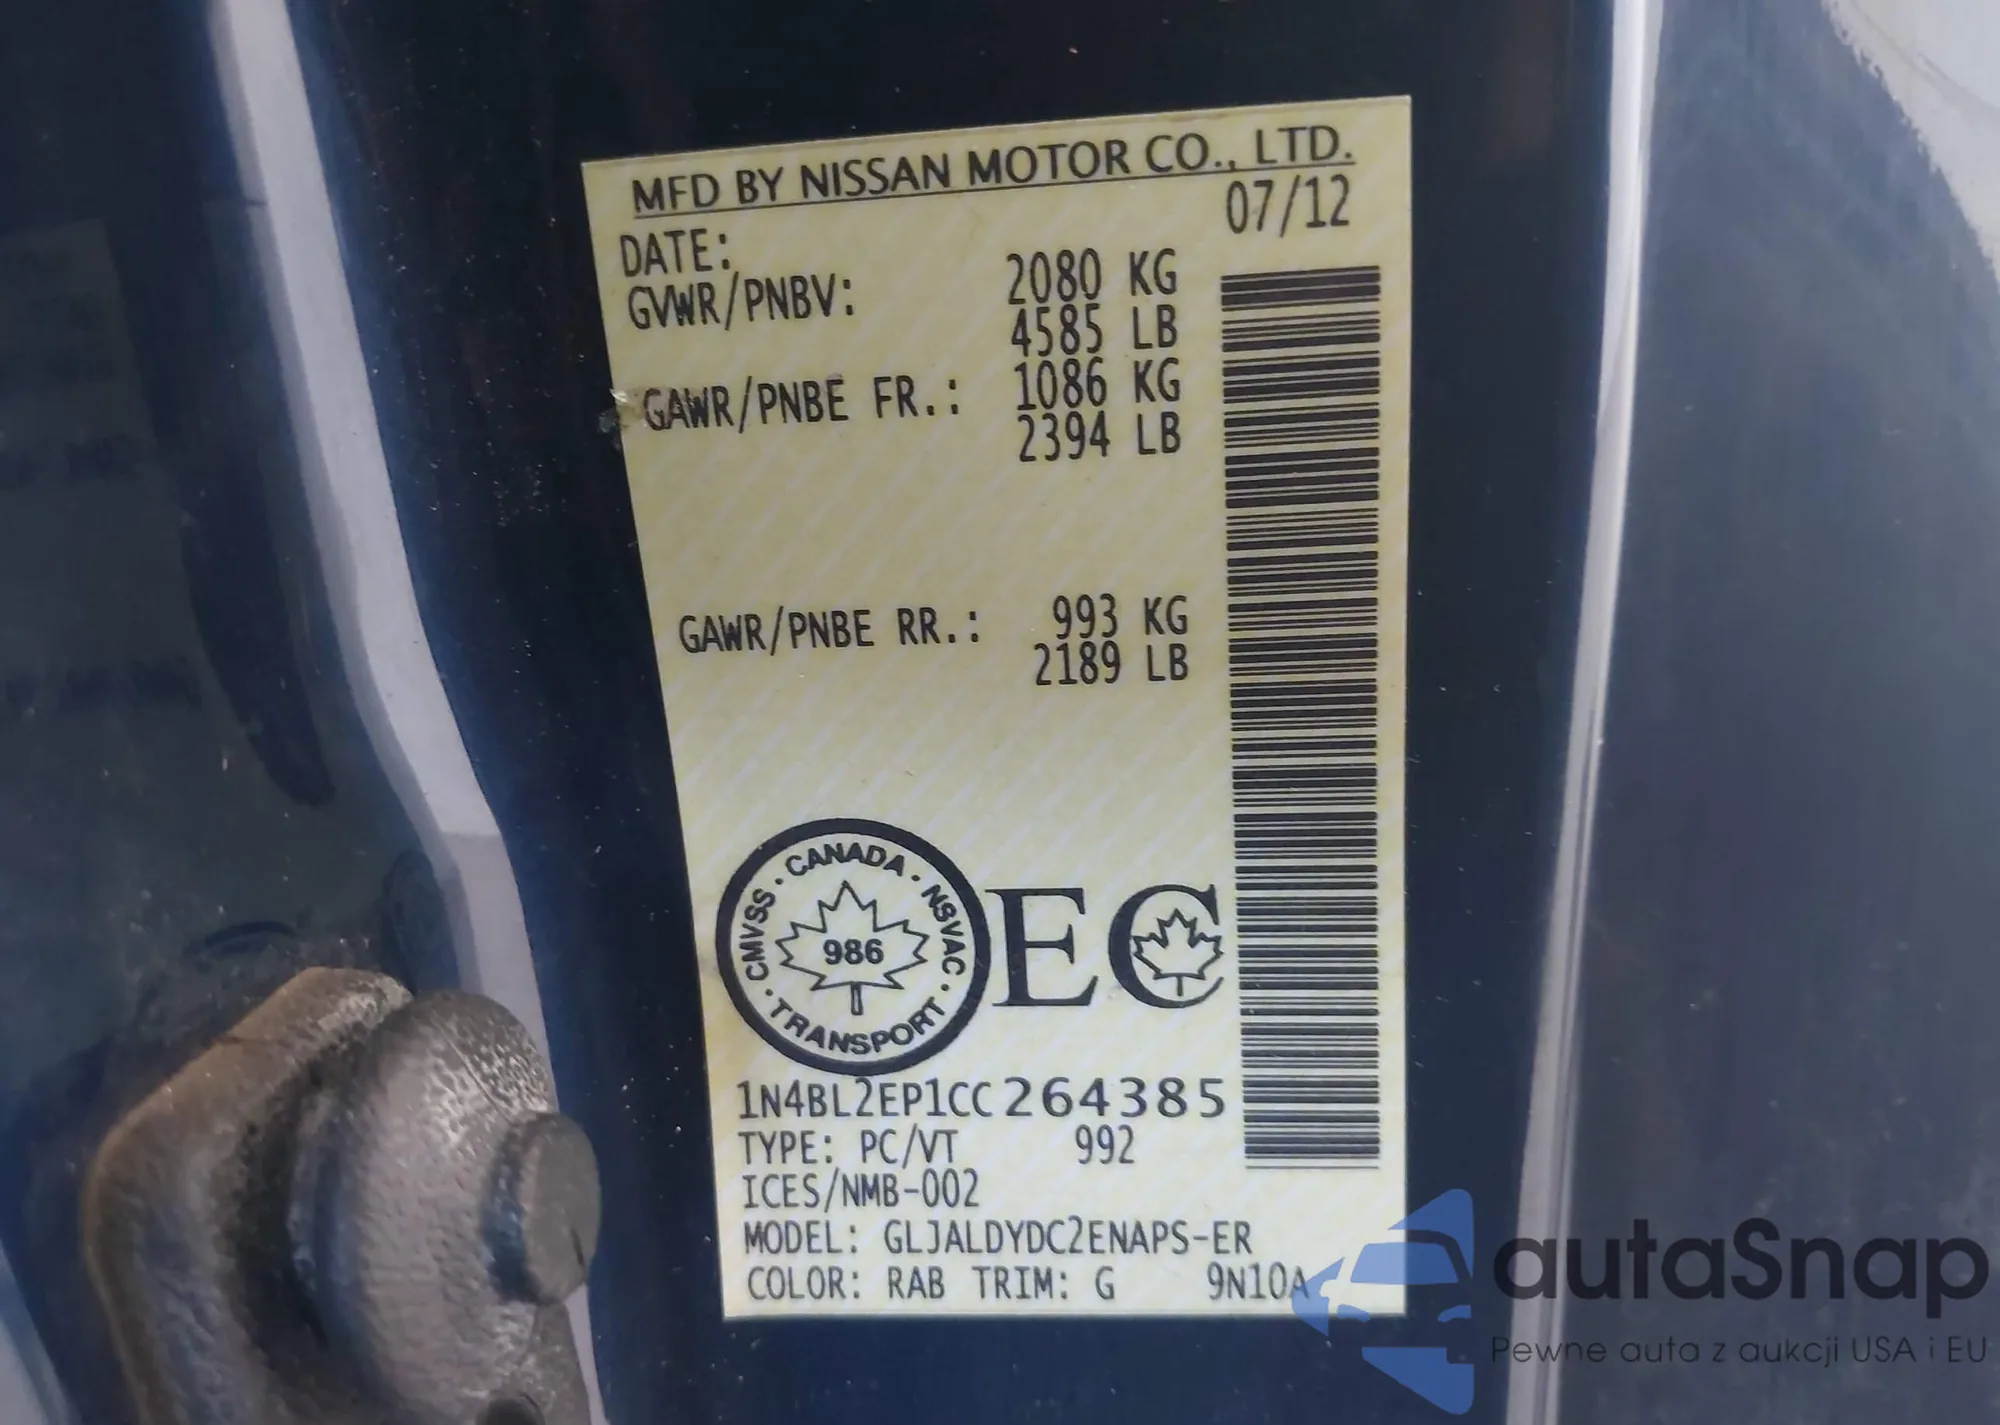 MFD BY NISSAN MOTOR CO., LTD.
DATE: 07/12
GVWR/PNBV: 2080 KG
4585 LB
GAWR/PNBE FR.: 1086 KG
2394 LB
GAWR/PNBE RR.: 993 KG
2189 LB
CMVSS · CANADA · NSVAC · TRANSPORT
986
EC
1N4BL2EP1CC264385
TYPE: PC/VT 992
ICES/NMB-002
MODEL: GLJALDYDC2ENAPS-ER
COLOR: RAB TRIM: G 9N10A
autaSnap
Pewne auta z aukcji USA i EU